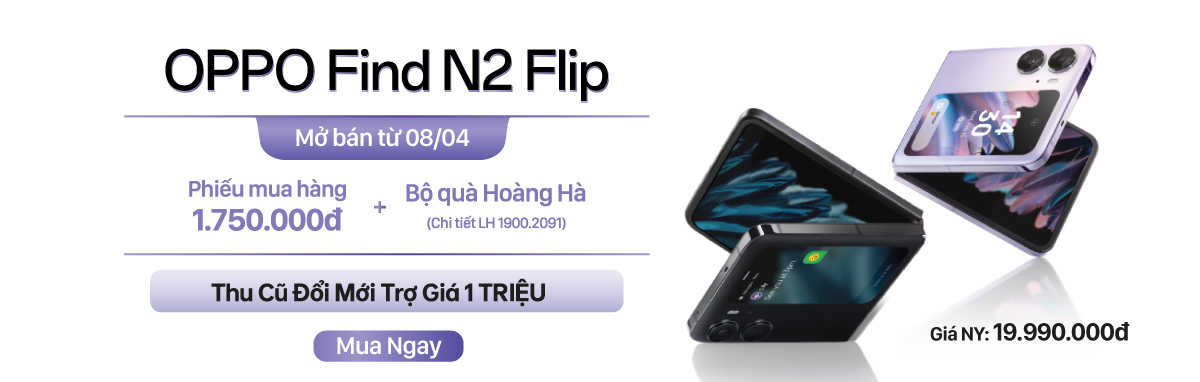 OPPO Find N2 Flip
Mở bán từ 08/04
Phiếu mua hàng
1.750.000đ
+
Bộ quà Hoàng Hà
(Chi tiết LH 1900.2091)
Thu Cũ Đổi Mới Trợ Giá 1 TRIỆU
Mua Ngay
14
30
Giá NY: 19.990.000đ